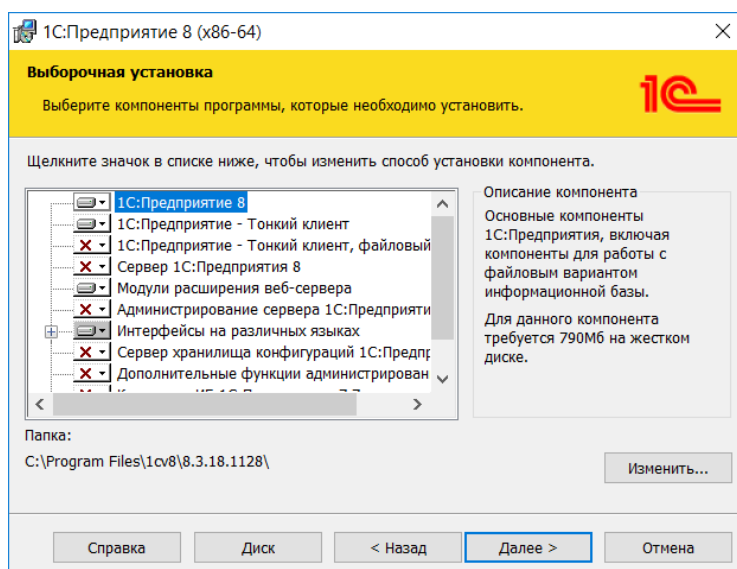 1С:Предприятие 8 (x86-64)
Выборочная установка
Выберите компоненты программы, которые необходимо установить.
1С
Щелкните значок в списке ниже, чтобы изменить способ установки компонента.
1С:Предприятие 8
1С:Предприятие - Тонкий клиент
1С:Предприятие - Тонкий клиент, файловый
Сервер 1С:Предприятия 8
Модули расширения веб-сервера
Администрирование сервера 1С:Предприяти
Интерфейсы на различных языках
Сервер хранилища конфигураций 1С:Предпр
Дополнительные функции администрирован
Описание компонента
Основные компоненты
1С:Предприятия, включая
компоненты для работы с
файловым вариантом
информационной базы.
Для данного компонента
требуется 790Мб на жестком
диске.
Папка:
C:\Program Files\1cv8\8.3.18.1128\
Изменить...
Справка
Диск
< Назад
Далее >
Отмена